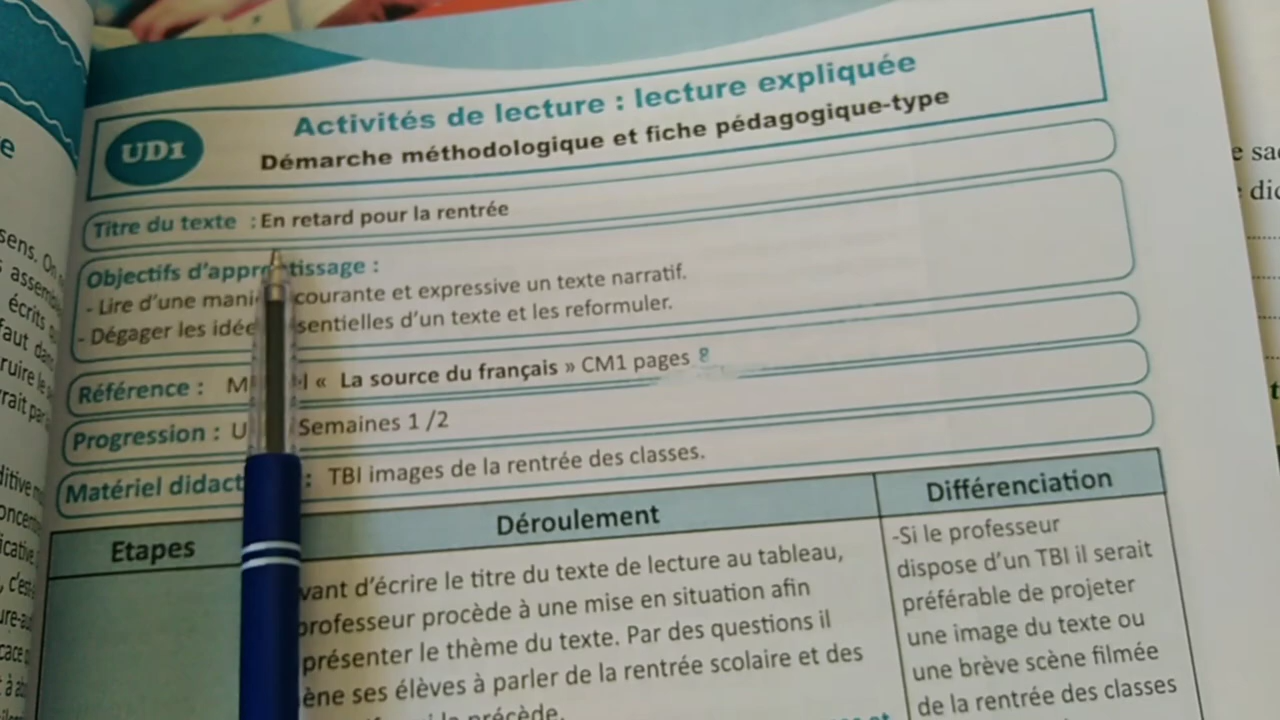 Activités de lecture : lecture expliquée
UD1
Démarche méthodologique et fiche pédagogique-type
Titre du texte : En retard pour la rentrée
Objectifs d'appr tissage :
- Lire d'une mani courante et expressive un texte narratif.
- Dégager les idée sentielles d'un texte et les reformuler.
Référence : M « La source du français » CM1 pages 8
Progression : U Semaines 1 /2
Matériel didact : TBI images de la rentrée des classes.
Etapes
Déroulement
Différenciation
vant d'écrire le titre du texte de lecture au tableau,
professeur procède à une mise en situation afin
présenter le thème du texte. Par des questions il
ène ses élèves à parler de la rentrée scolaire et des
précède.
-Si le professeur
dispose d'un TBI il serait
préférable de projeter
une image du texte ou
une brève scène filmée
de la rentrée des classes